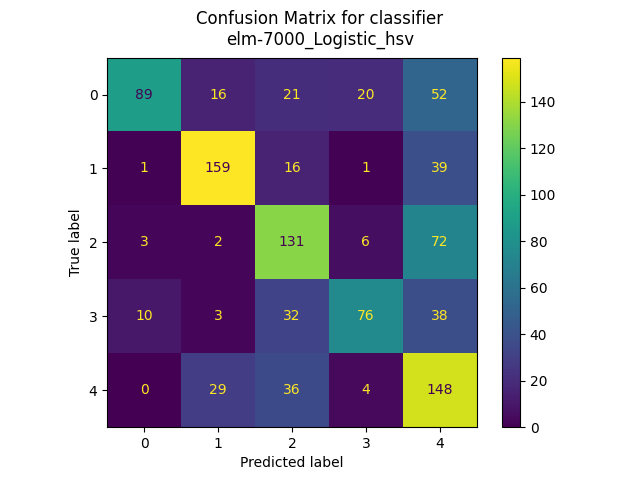 Confusion Matrix for classifier
elm-7000_Logistic_hsv
0 89 16 21 20 52
1 1 159 16 1 39
2 3 2 131 6 72
3 10 3 32 76 38
4 0 29 36 4 148
0 1 2 3 4
True label
Predicted label
140
120
100
80
60
40
20
0